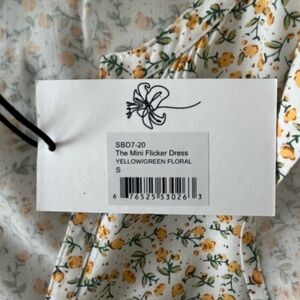 SBD7-20
The Mini Flicker Dress
YELLOW/GREEN FLORAL
S
6 76525 53026 3